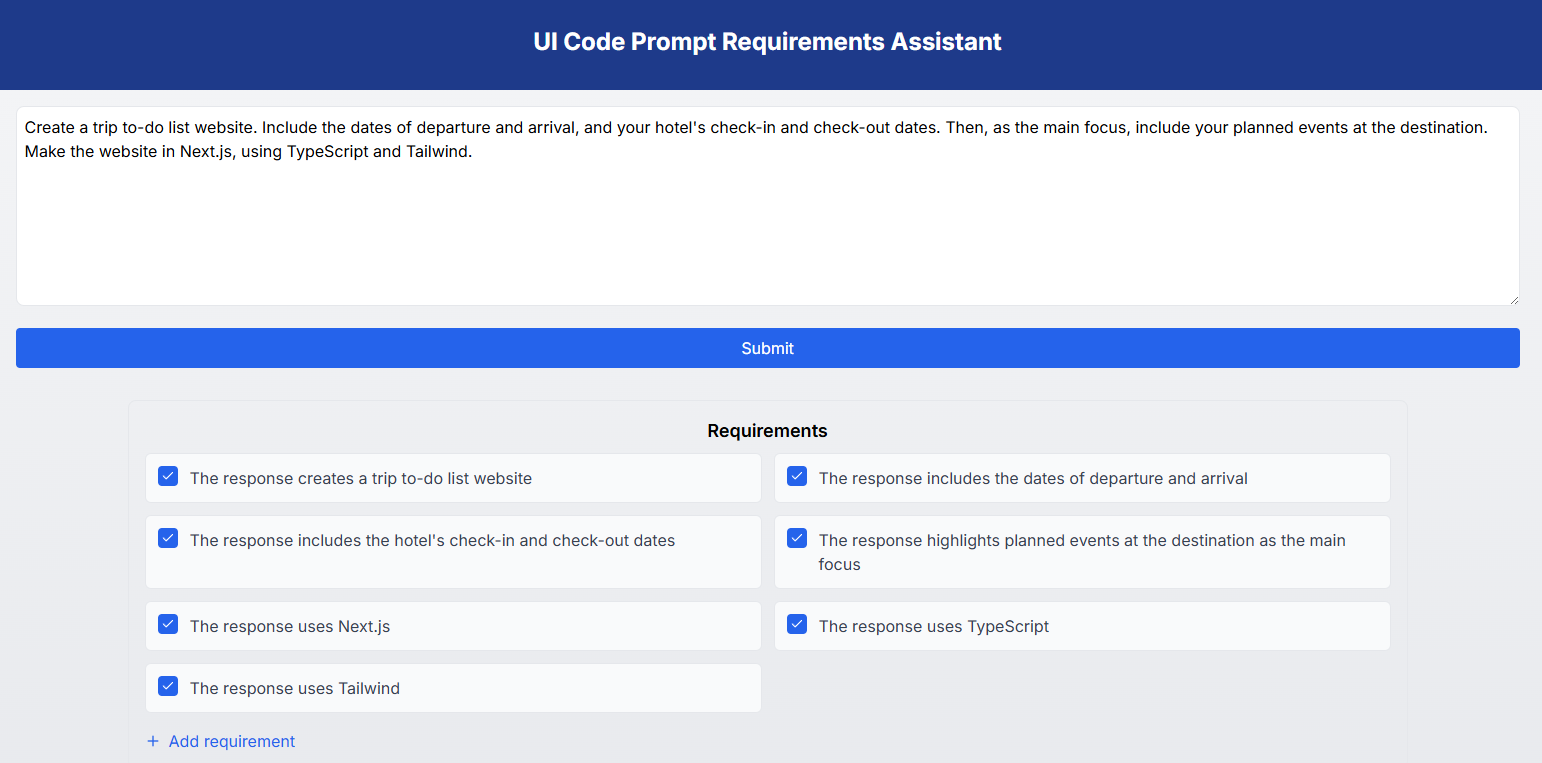 UI Code Prompt Requirements Assistant
Create a trip to-do list website. Include the dates of departure and arrival, and your hotel's check-in and check-out dates. Then, as the main focus, include your planned events at the destination.
Make the website in Next.js, using TypeScript and Tailwind.
Submit
Requirements
The response creates a trip to-do list website
The response includes the dates of departure and arrival
The response includes the hotel's check-in and check-out dates
The response highlights planned events at the destination as the main
focus
The response uses Next.js
The response uses TypeScript
The response uses Tailwind
+ Add requirement